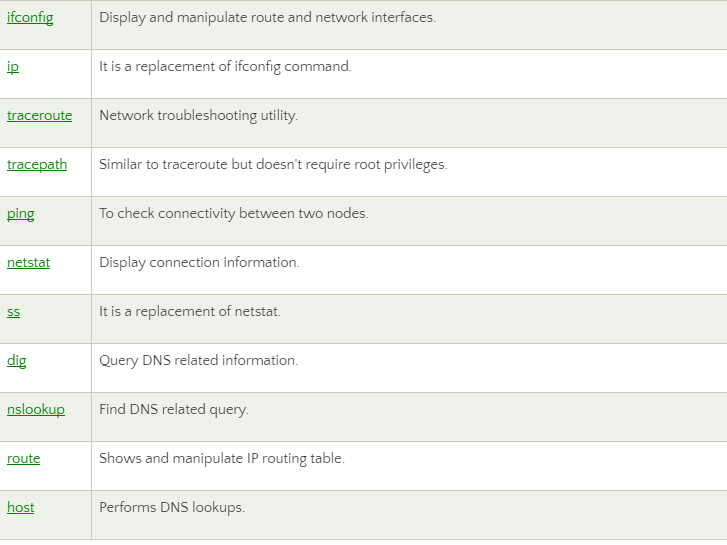 ifconfig Display and manipulate route and network interfaces.
ip It is a replacement of ifconfig command.
traceroute Network troubleshooting utility.
tracepath Similar to traceroute but doesn't require root privileges.
ping To check connectivity between two nodes.
netstat Display connection information.
ss It is a replacement of netstat.
dig Query DNS related information.
nslookup Find DNS related query.
route Shows and manipulate IP routing table.
host Performs DNS lookups.